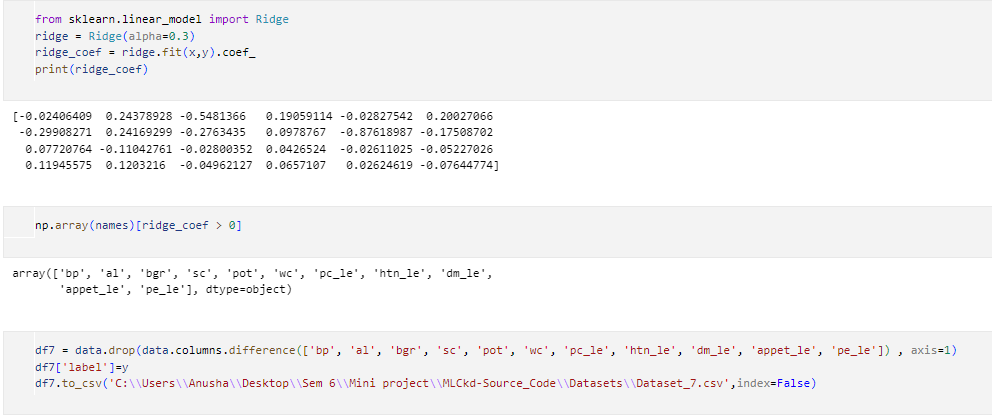 from sklearn.linear_model import Ridge
ridge = Ridge(alpha=0.3)
ridge_coef = ridge.fit(x,y).coef_
print(ridge_coef)
[-0.02406409  0.24378928 -0.5481366   0.19059114 -0.02827542  0.20027066
 -0.29908271  0.24169299 -0.2763435   0.0978767  -0.87618987 -0.17508702
  0.07720764 -0.11042761 -0.02800352  0.0426524  -0.02611025 -0.05227026
  0.11945575  0.1203216  -0.04962127  0.0657107   0.02624619 -0.07644774]
np.array(names)[ridge_coef > 0]
array(['bp', 'al', 'bgr', 'sc', 'pot', 'wc', 'pc_le', 'htn_le', 'dm_le',
       'appet_le', 'pe_le'], dtype=object)
df7 = data.drop(data.columns.difference(['bp', 'al', 'bgr', 'sc', 'pot', 'wc', 'pc_le', 'htn_le', 'dm_le', 'appet_le', 'pe_le']) , axis=1)
df7['label']=y
df7.to_csv('C:\\Users\\Anusha\\Desktop\\Sem 6\\Mini project\\MLCkd-Source_Code\\Datasets\\Dataset_7.csv',index=False)